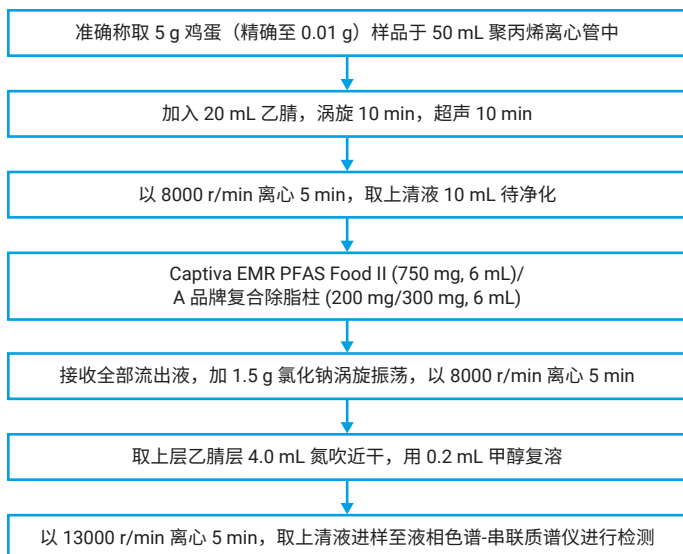 准确称取 5 g 鸡蛋（精确至 0.01 g）样品于 50 mL 聚丙烯离心管中
加入 20 mL 乙腈，涡旋 10 min，超声 10 min
以 8000 r/min 离心 5 min，取上清液 10 mL 待净化
Captiva EMR PFAS Food II (750 mg, 6 mL)/
A 品牌复合除脂柱 (200 mg/300 mg, 6 mL)
接收全部流出液，加 1.5 g 氯化钠涡旋振荡，以 8000 r/min 离心 5 min
取上层乙腈层 4.0 mL 氮吹近干，用 0.2 mL 甲醇复溶
以 13000 r/min 离心 5 min，取上清液进样至液相色谱-串联质谱仪进行检测